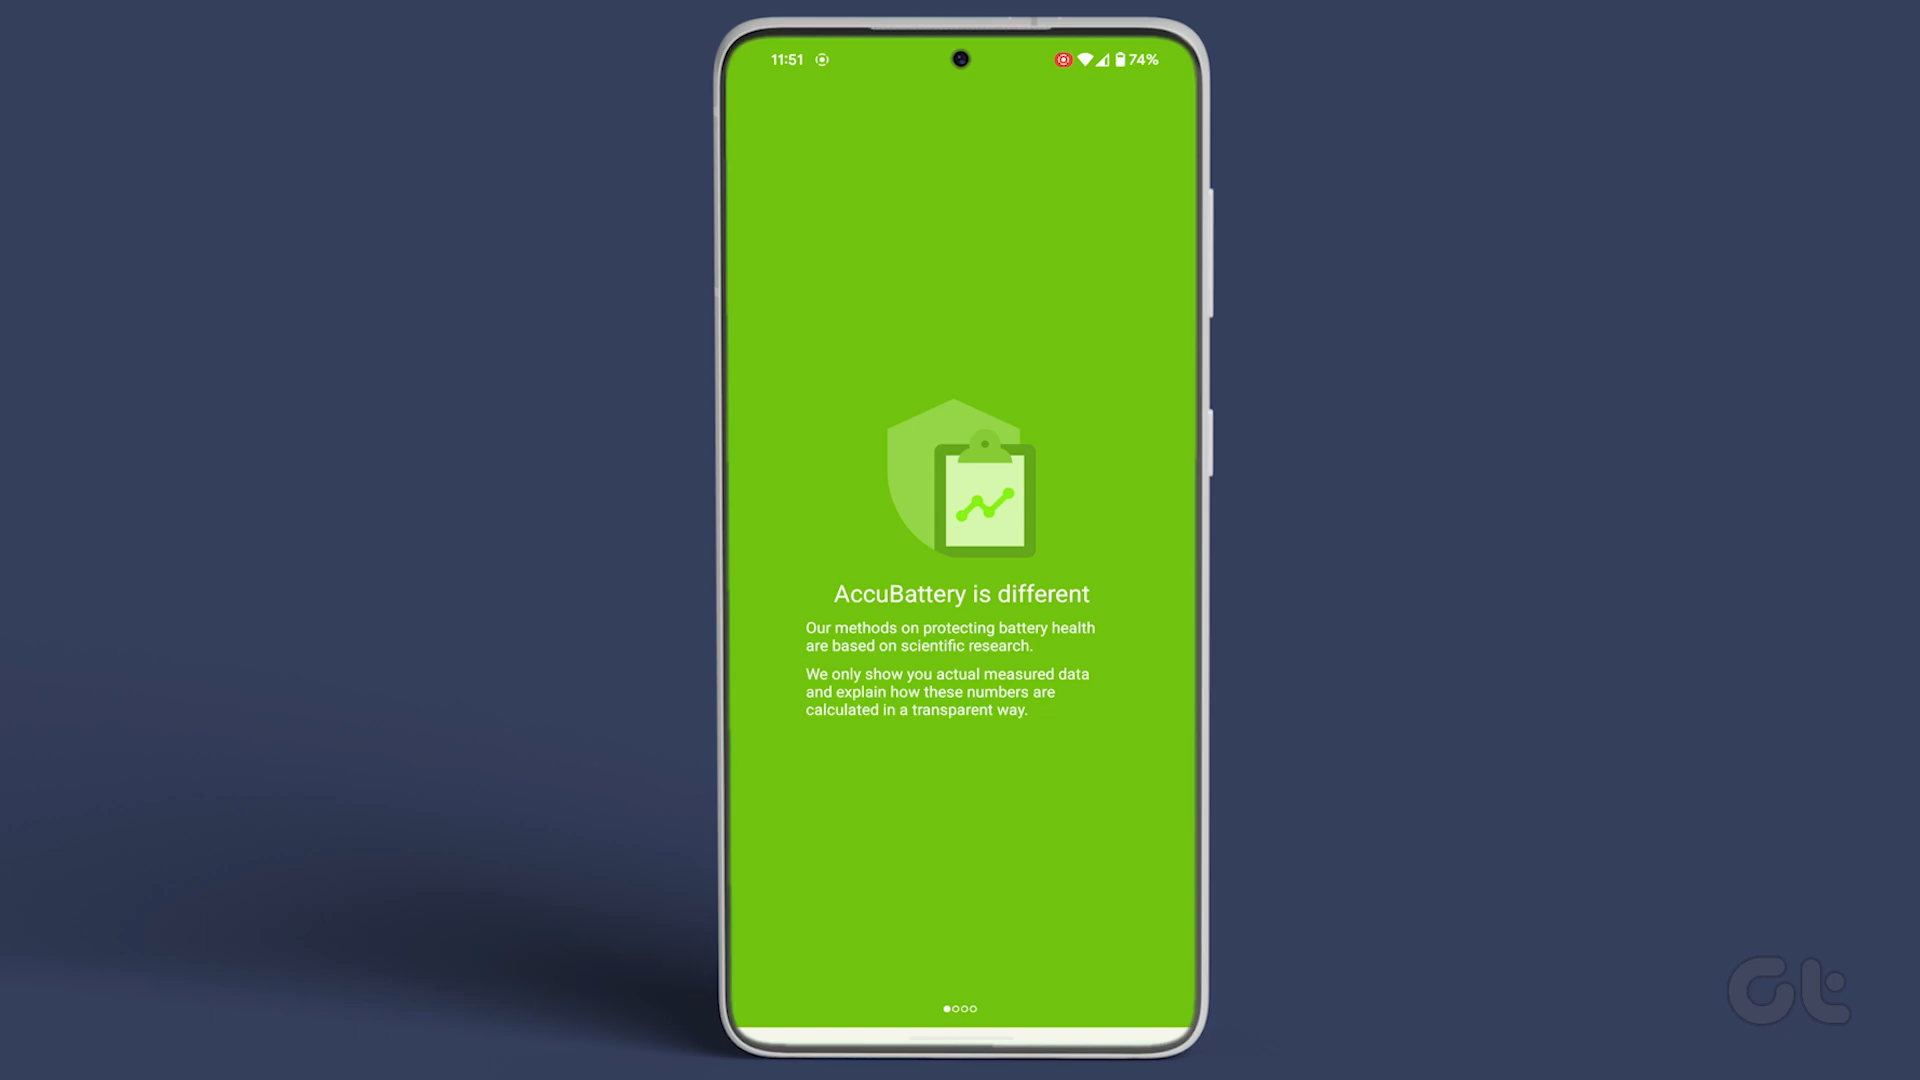 11:51
74%
AccuBattery is different
Our methods on protecting battery health
are based on scientific research.
We only show you actual measured data
and explain how these numbers are
calculated in a transparent way.
Gt